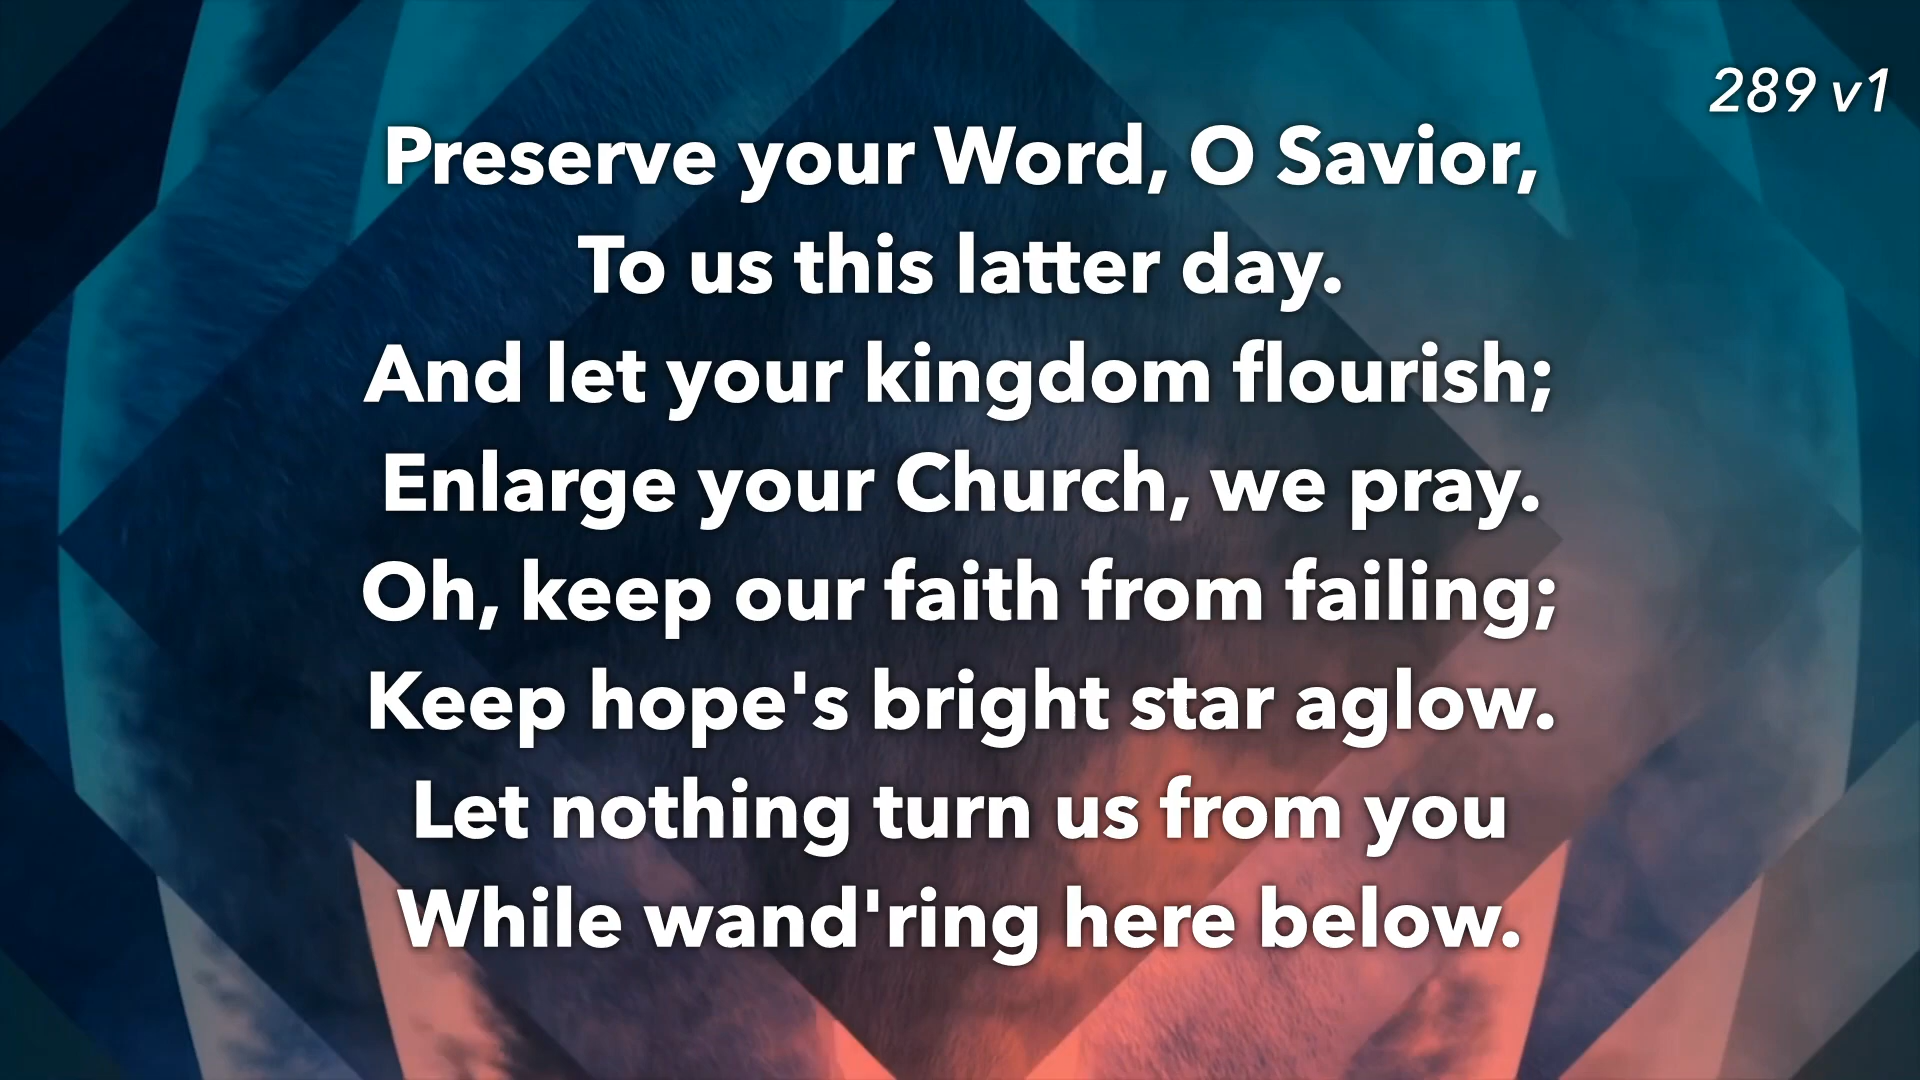 289 v1
Preserve your Word, O Savior,
To us this latter day.
And let your kingdom flourish;
Enlarge your Church, we pray.
Oh, keep our faith from failing;
Keep hope's bright star aglow.
Let nothing turn us from you
While wand'ring here below.